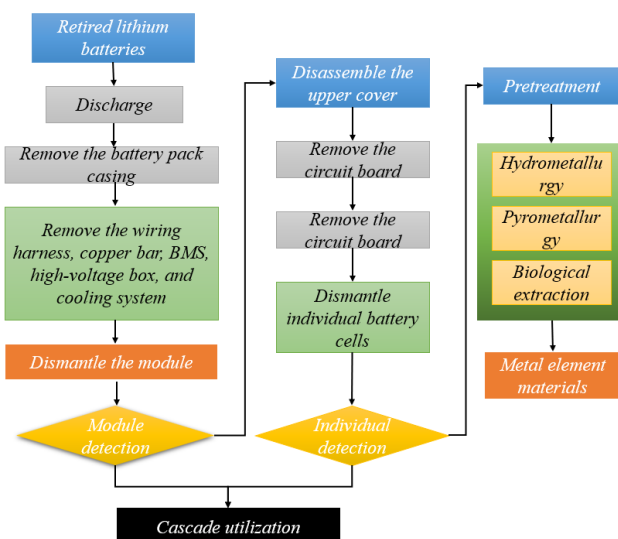 Retired lithium
batteries
Discharge
Remove the battery pack
casing
Remove the wiring
harness, copper bar, BMS,
high-voltage box, and
cooling system
Dismantle the module
Module
detection
Disassemble the
upper cover
Remove the
circuit board
Remove the
circuit board
Dismantle
individual battery
cells
Individual
detection
Cascade utilization
Pretreatment
Hydrometallu
rgy
Pyrometallur
gy
Biological
extraction
Metal element
materials